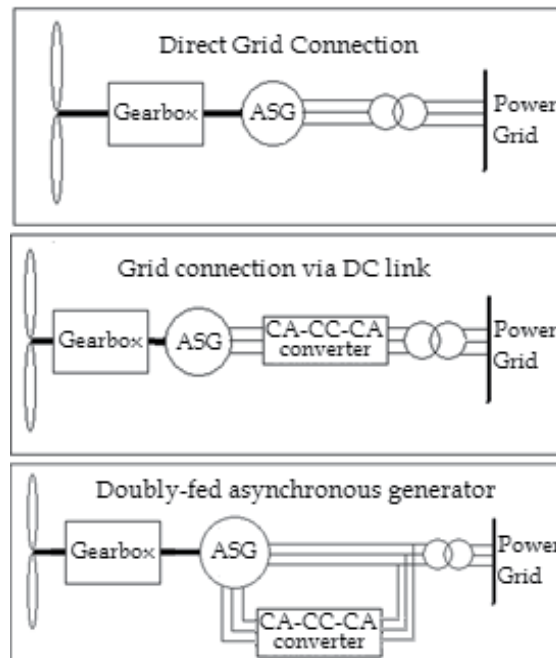 Direct Grid Connection
Gearbox
ASG
Power
Grid
Grid connection via DC link
Gearbox
ASG
CA-CC-CA
converter
Power
Grid
Doubly-fed asynchronous generator
Gearbox
ASG
CA-CC-CA
converter
Power
Grid